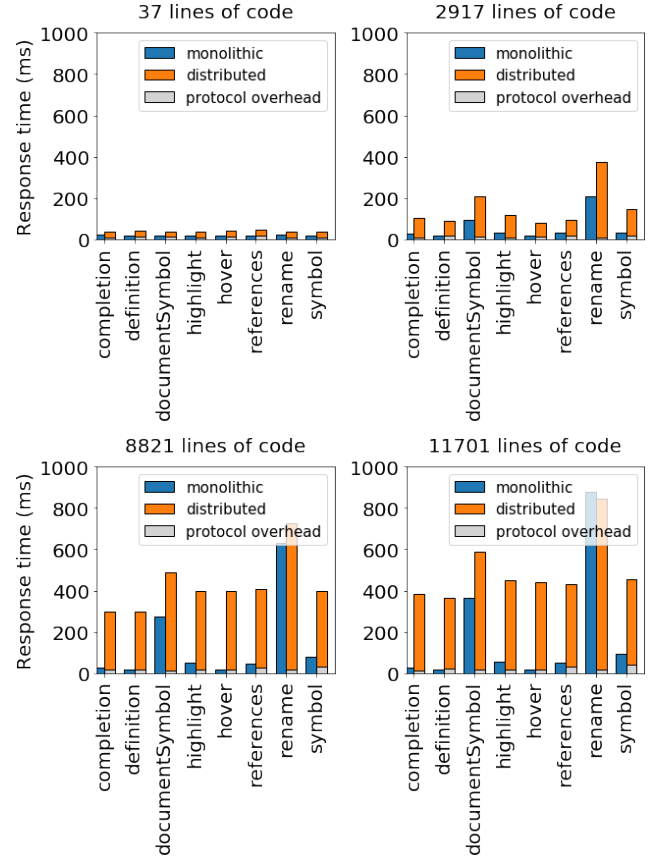 37 lines of code
Response time (ms)
1000
800
600
400
200
0
monolithic
distributed
protocol overhead
completion
definition
documentSymbol
highlight
hover
references
rename
symbol
2917 lines of code
1000
800
600
400
200
0
monolithic
distributed
protocol overhead
completion
definition
documentSymbol
highlight
hover
references
rename
symbol
8821 lines of code
Response time (ms)
1000
800
600
400
200
0
monolithic
distributed
protocol overhead
completion
definition
documentSymbol
highlight
hover
references
rename
symbol
11701 lines of code
1000
800
600
400
200
0
monolithic
distributed
protocol overhead
completion
definition
documentSymbol
highlight
hover
references
rename
symbol